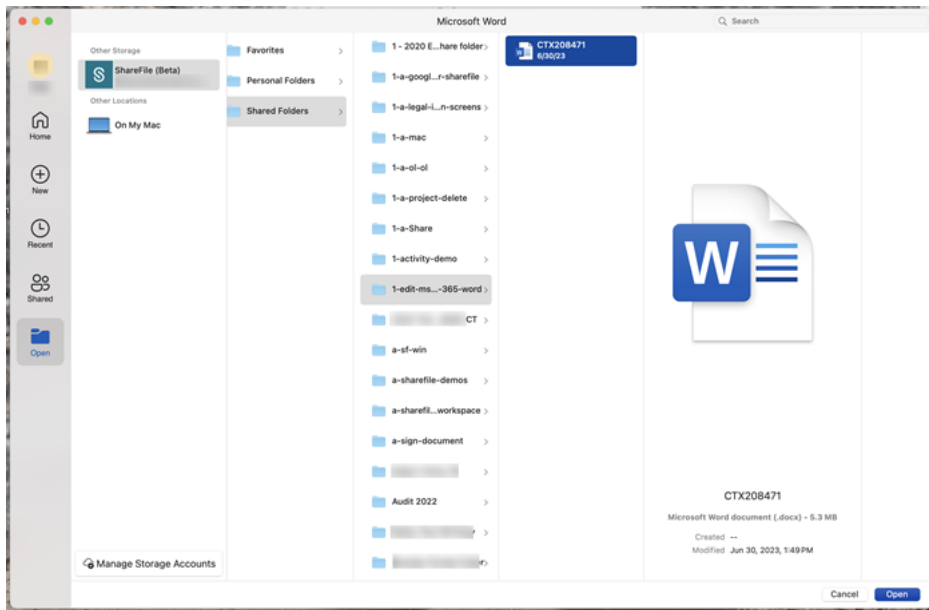 Microsoft Word
Search
Home
New
Recent
Shared
Open
Other Storage
ShareFile (Beta)
Other Locations
On My Mac
Manage Storage Accounts
Favorites
Personal Folders
Shared Folders
1 - 2020 E...hare folder
1-a-googl...r-sharefile
1-a-legal-i...n-screens
1-a-mac
1-a-ol-ol
1-a-project-delete
1-a-Share
1-activity-demo
1-edit-ms...-365-word
CT
a-sf-win
a-sharefile-demos
a-sharefil...workspace
a-sign-document
Audit 2022
CTX208471
6/30/23
W
CTX208471
Microsoft Word document (.docx) - 5.3 MB
Created --
Modified Jun 30, 2023, 1:49 PM
Cancel
Open